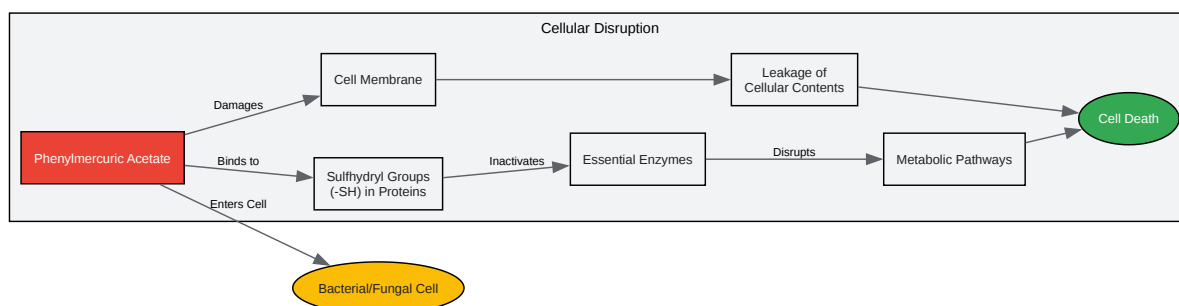 Cellular Disruption
Cell Membrane
Leakage of
Cellular Contents
Damages
Cell Death
Phenylmercuric Acetate
Binds to
Sulfhydryl Groups
(-SH) in Proteins
Inactivates
Essential Enzymes
Disrupts
Metabolic Pathways
Enters Cell
Bacterial/Fungal Cell